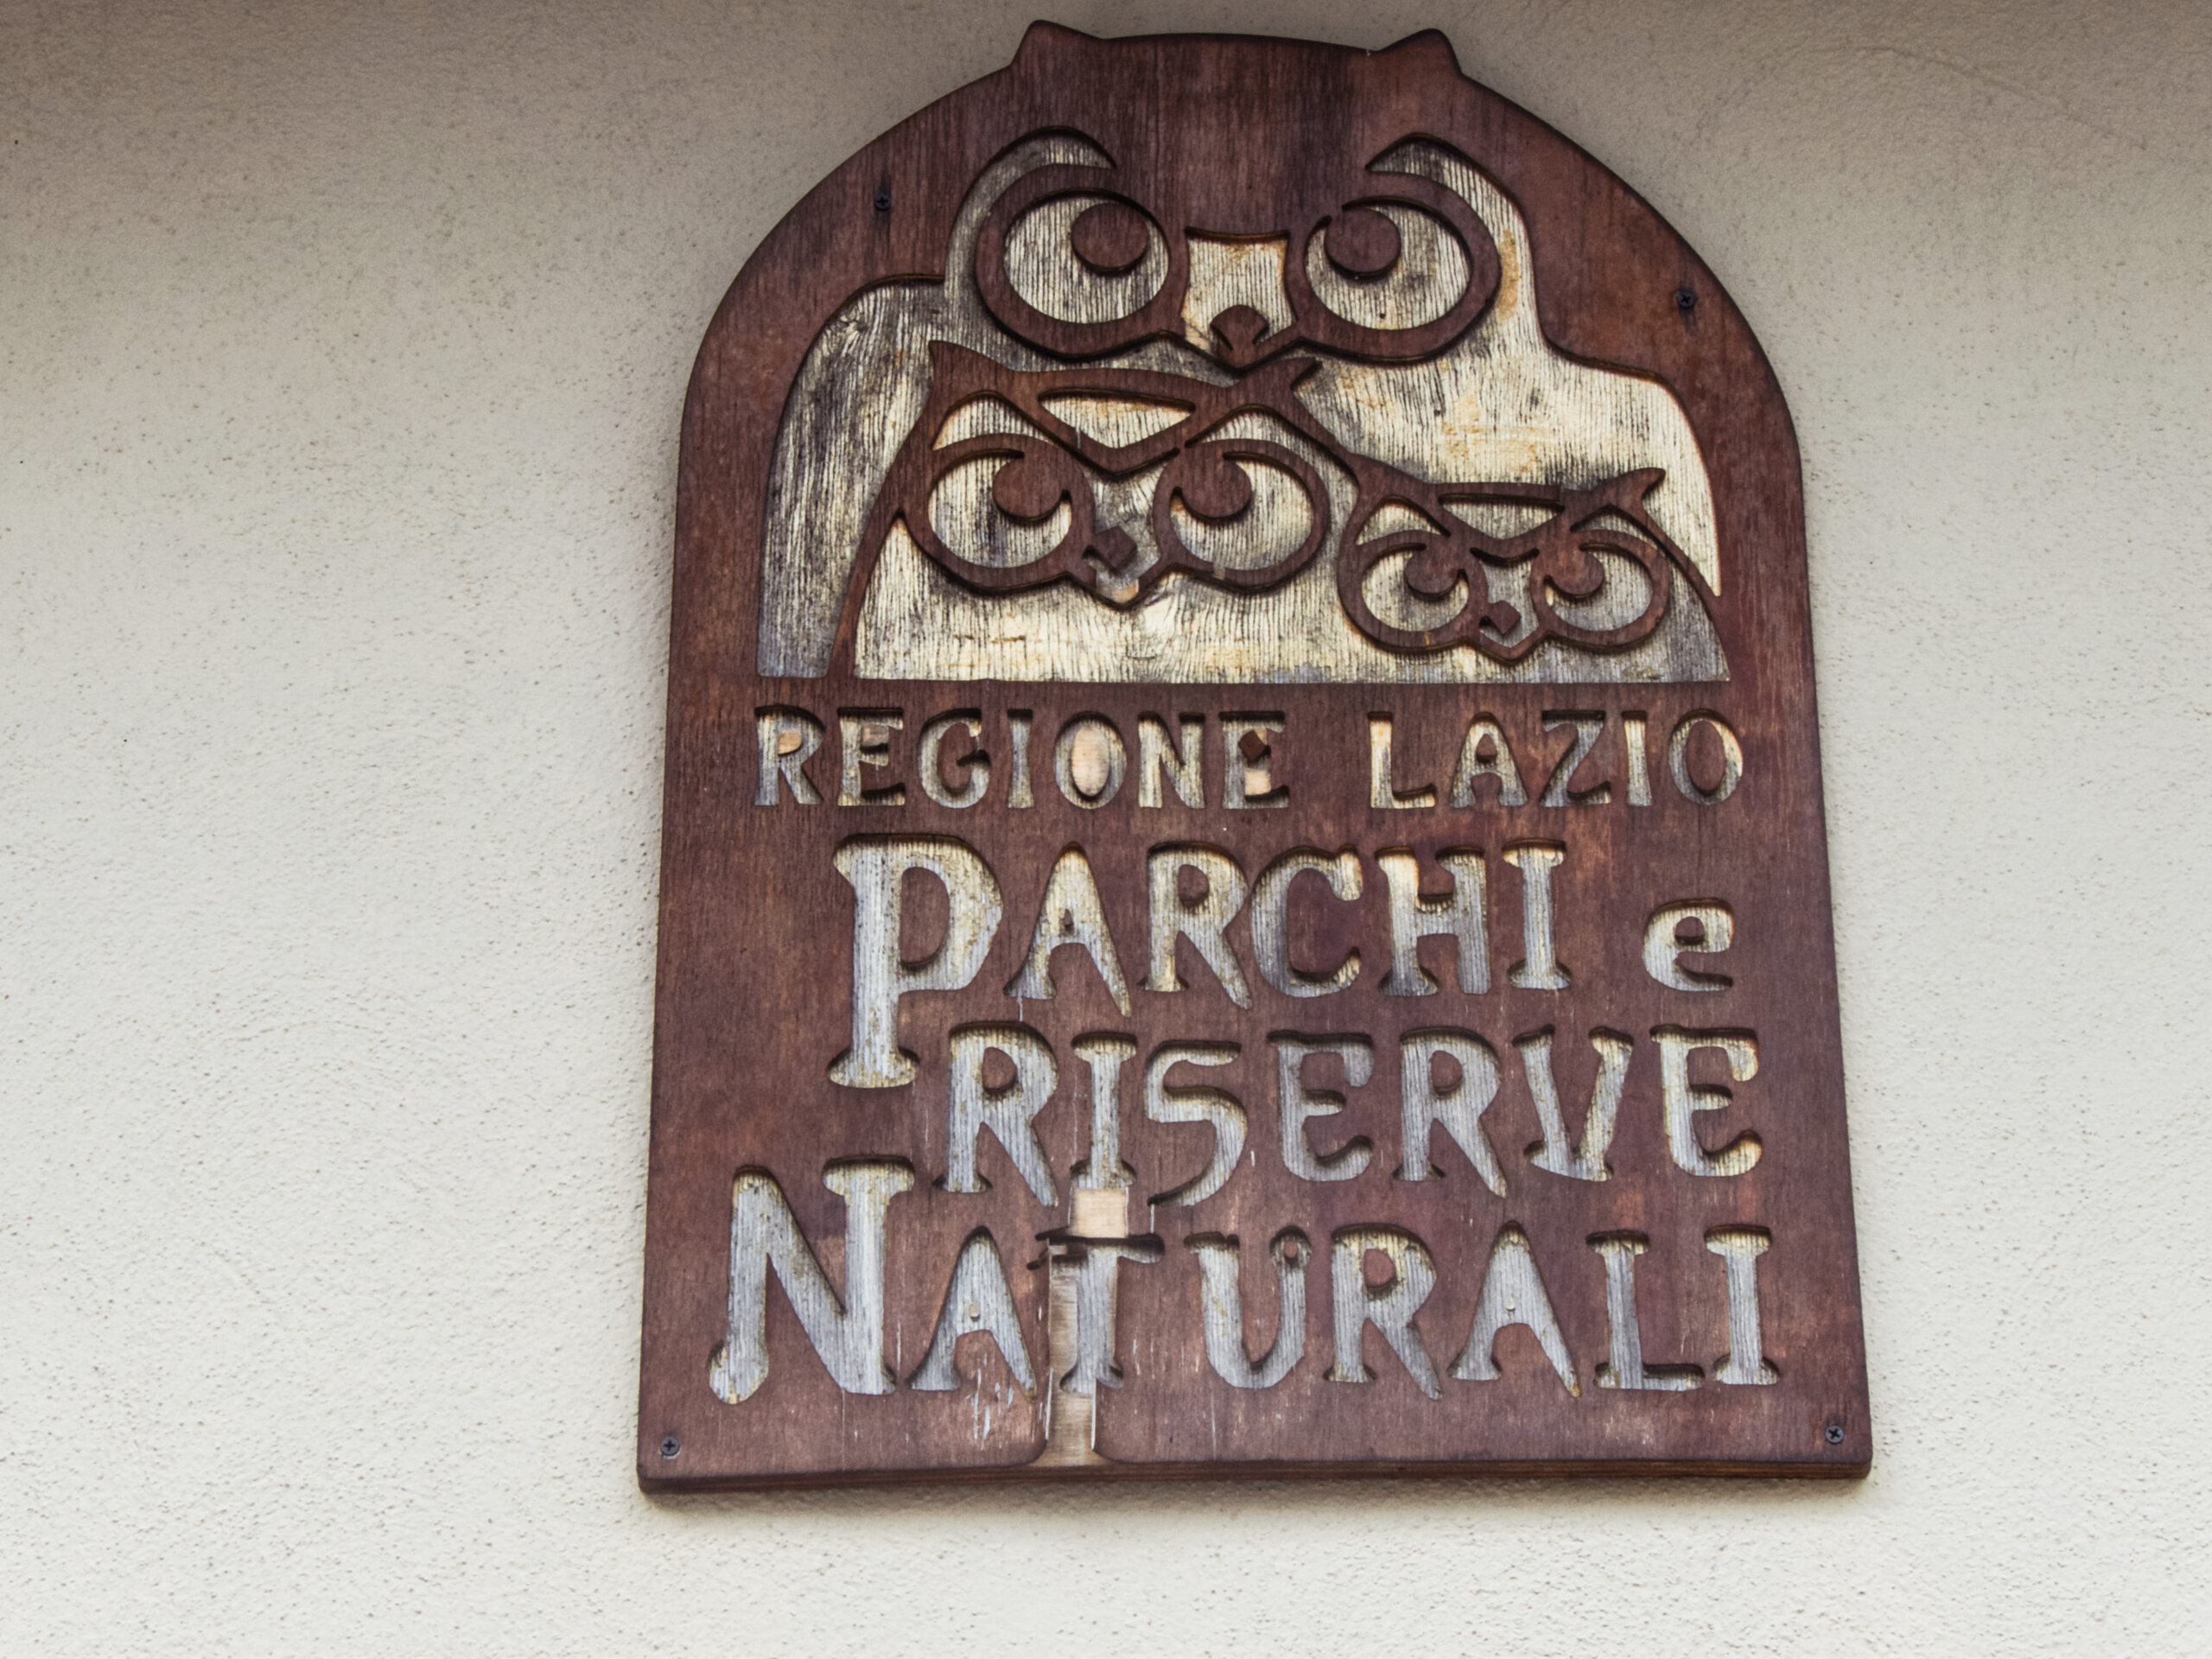 REGIONE LAZIO
PARCHI e
RISERVE
NATURALI